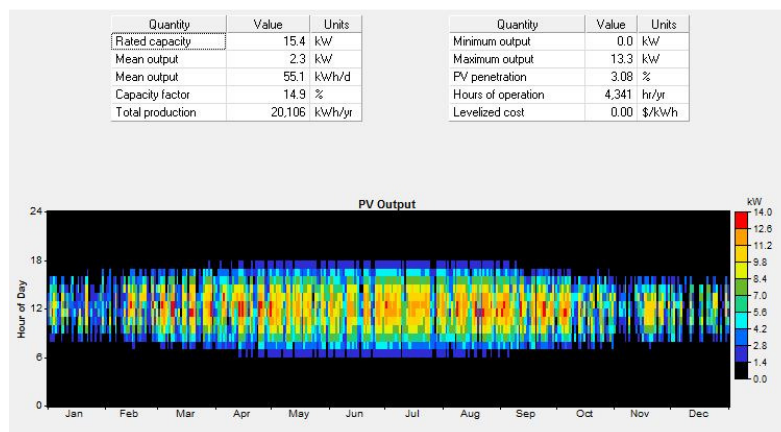 Quantity Value Units
Rated capacity 15.4 kW
Mean output 2.3 kW
Mean output 55.1 kWh/d
Capacity factor 14.9 %
Total production 20,106 kWh/yr
Quantity Value Units
Minimum output 0.0 kW
Maximum output 13.3 kW
PV penetration 3.08 %
Hours of operation 4,341 hr/yr
Levelized cost 0.00 $/kWh
PV Output
Hour of Day
24
18
12
6
0
Jan Feb Mar Apr May Jun Jul Aug Sep Oct Nov Dec
kW
14.0
12.6
11.2
9.8
8.4
7.0
5.6
4.2
2.8
1.4
0.0